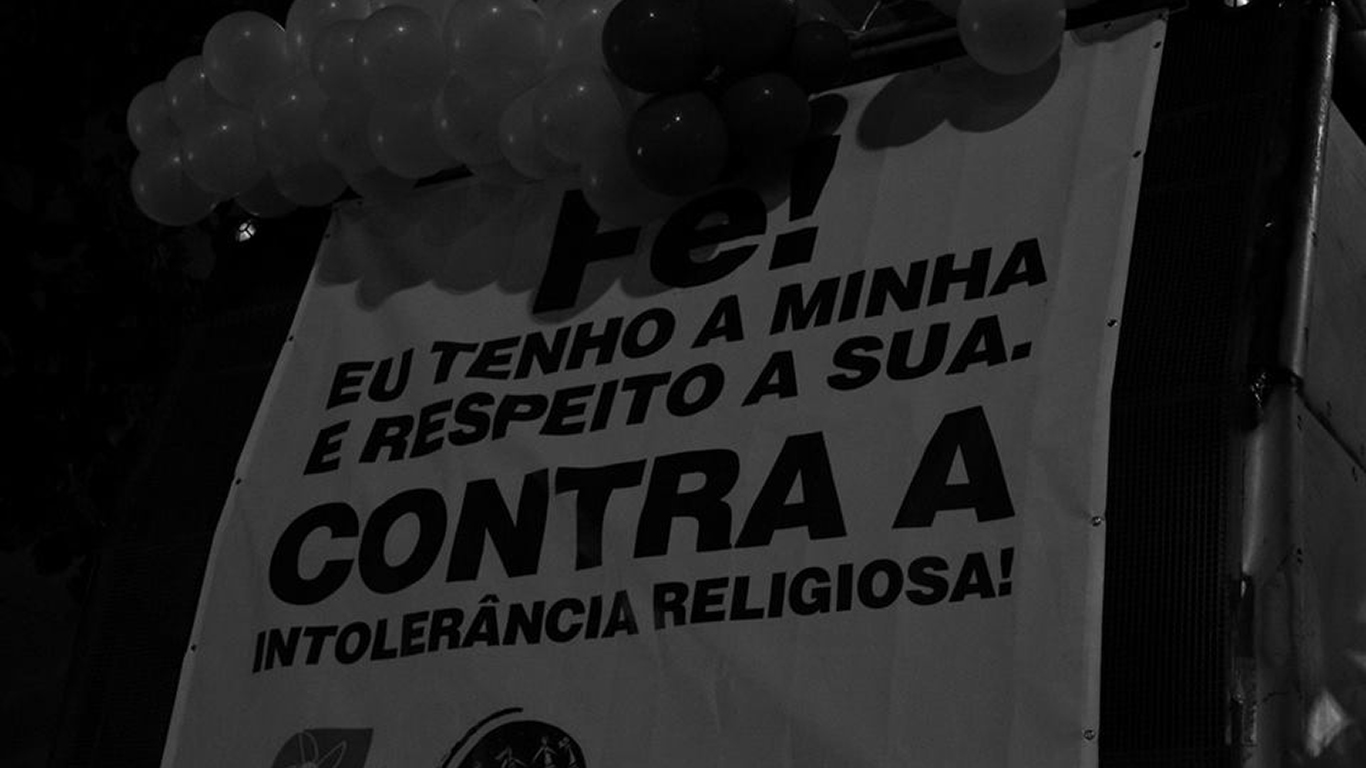 Fé!
EU TENHO A MINHA
E RESPEITO A SUA.
CONTRA A
INTOLERÂNCIA RELIGIOSA!